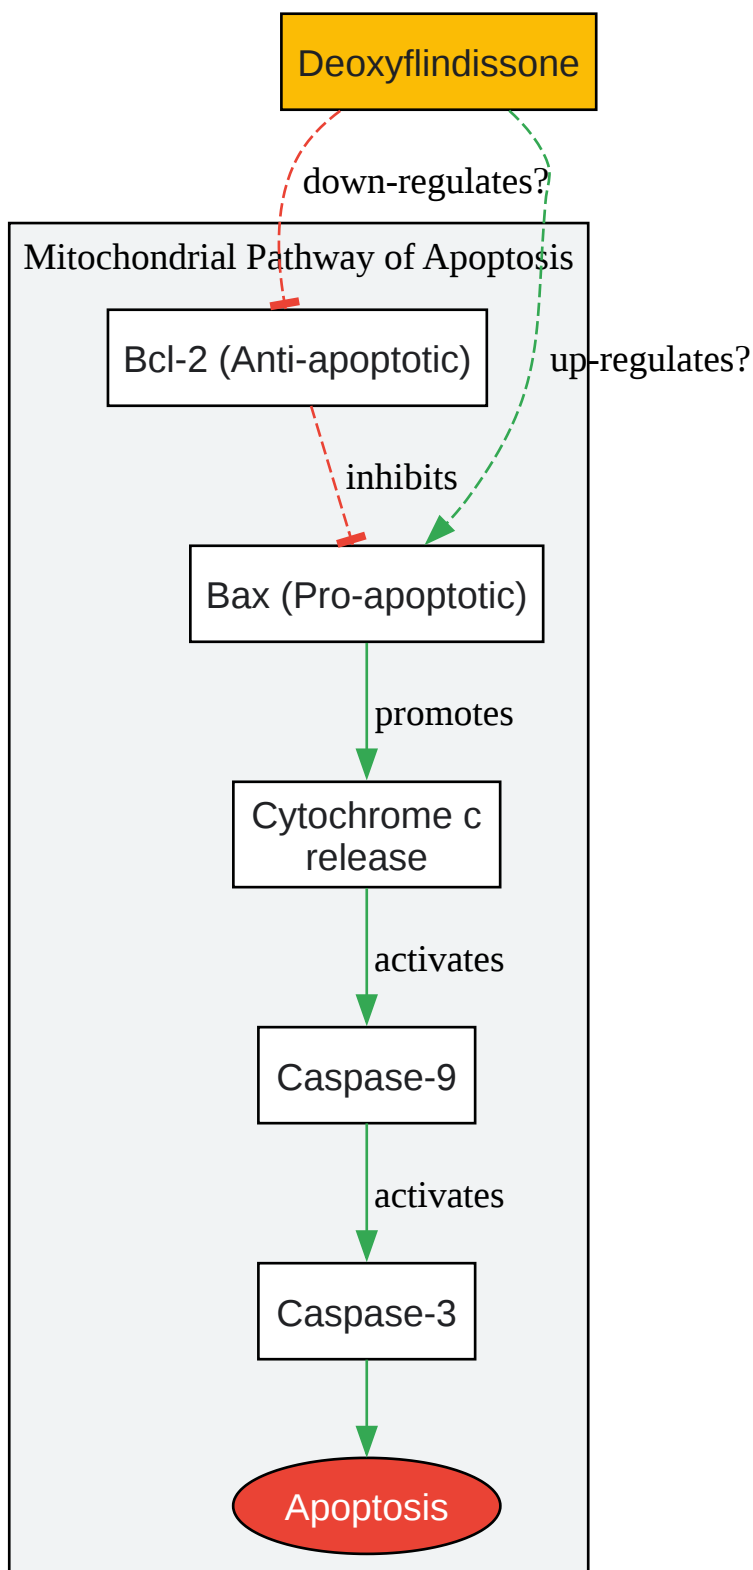 Deoxyflindissone
down-regulates?
Mitochondrial Pathway of Apoptosis
Bcl-2 (Anti-apoptotic)
up-regulates?
inhibits
Bax (Pro-apoptotic)
promotes
Cytochrome c
release
activates
Caspase-9
activates
Caspase-3
Apoptosis